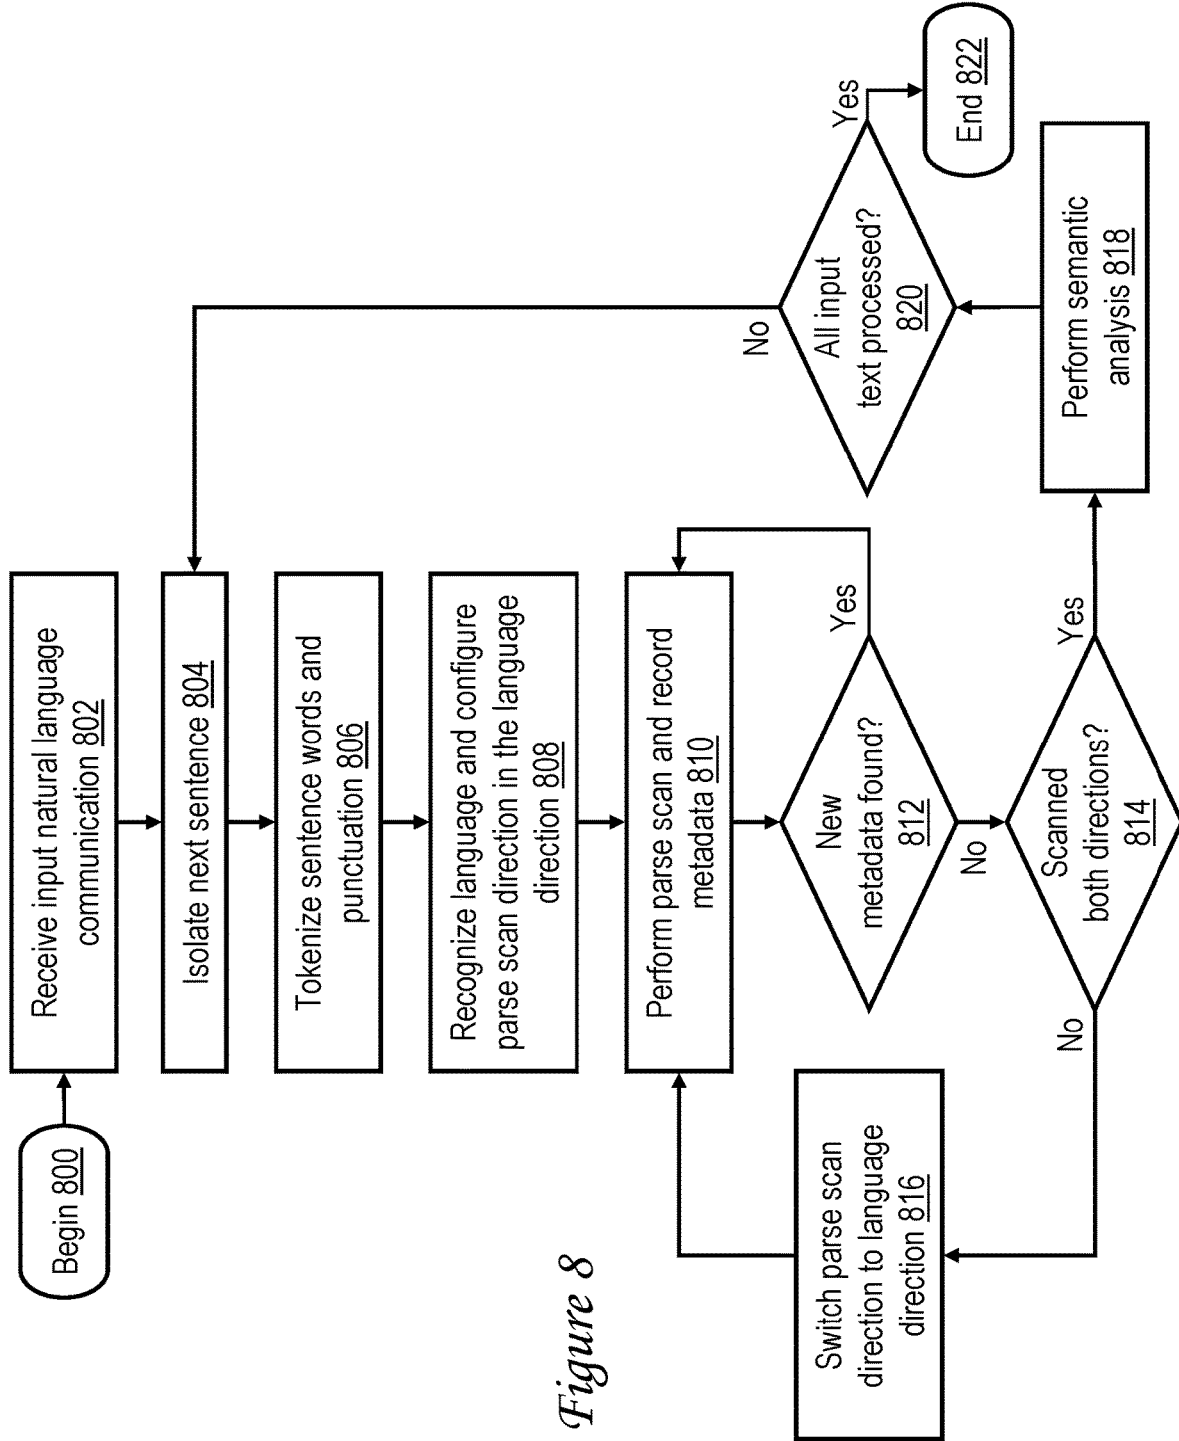 Begin 800
Receive input natural language
communication 802
Isolate next sentence 804
Tokenize sentence words and
punctuation 806
Recognize language and configure
parse scan direction in the language
direction 808
Perform parse scan and record
metadata 810
New
metadata found?
812
Yes
No
Scanned
both directions?
814
No
Yes
Switch parse scan
direction to language
direction 816
Perform semantic
analysis 818
All input
text processed?
820
No
Yes
End 822
Figure 8